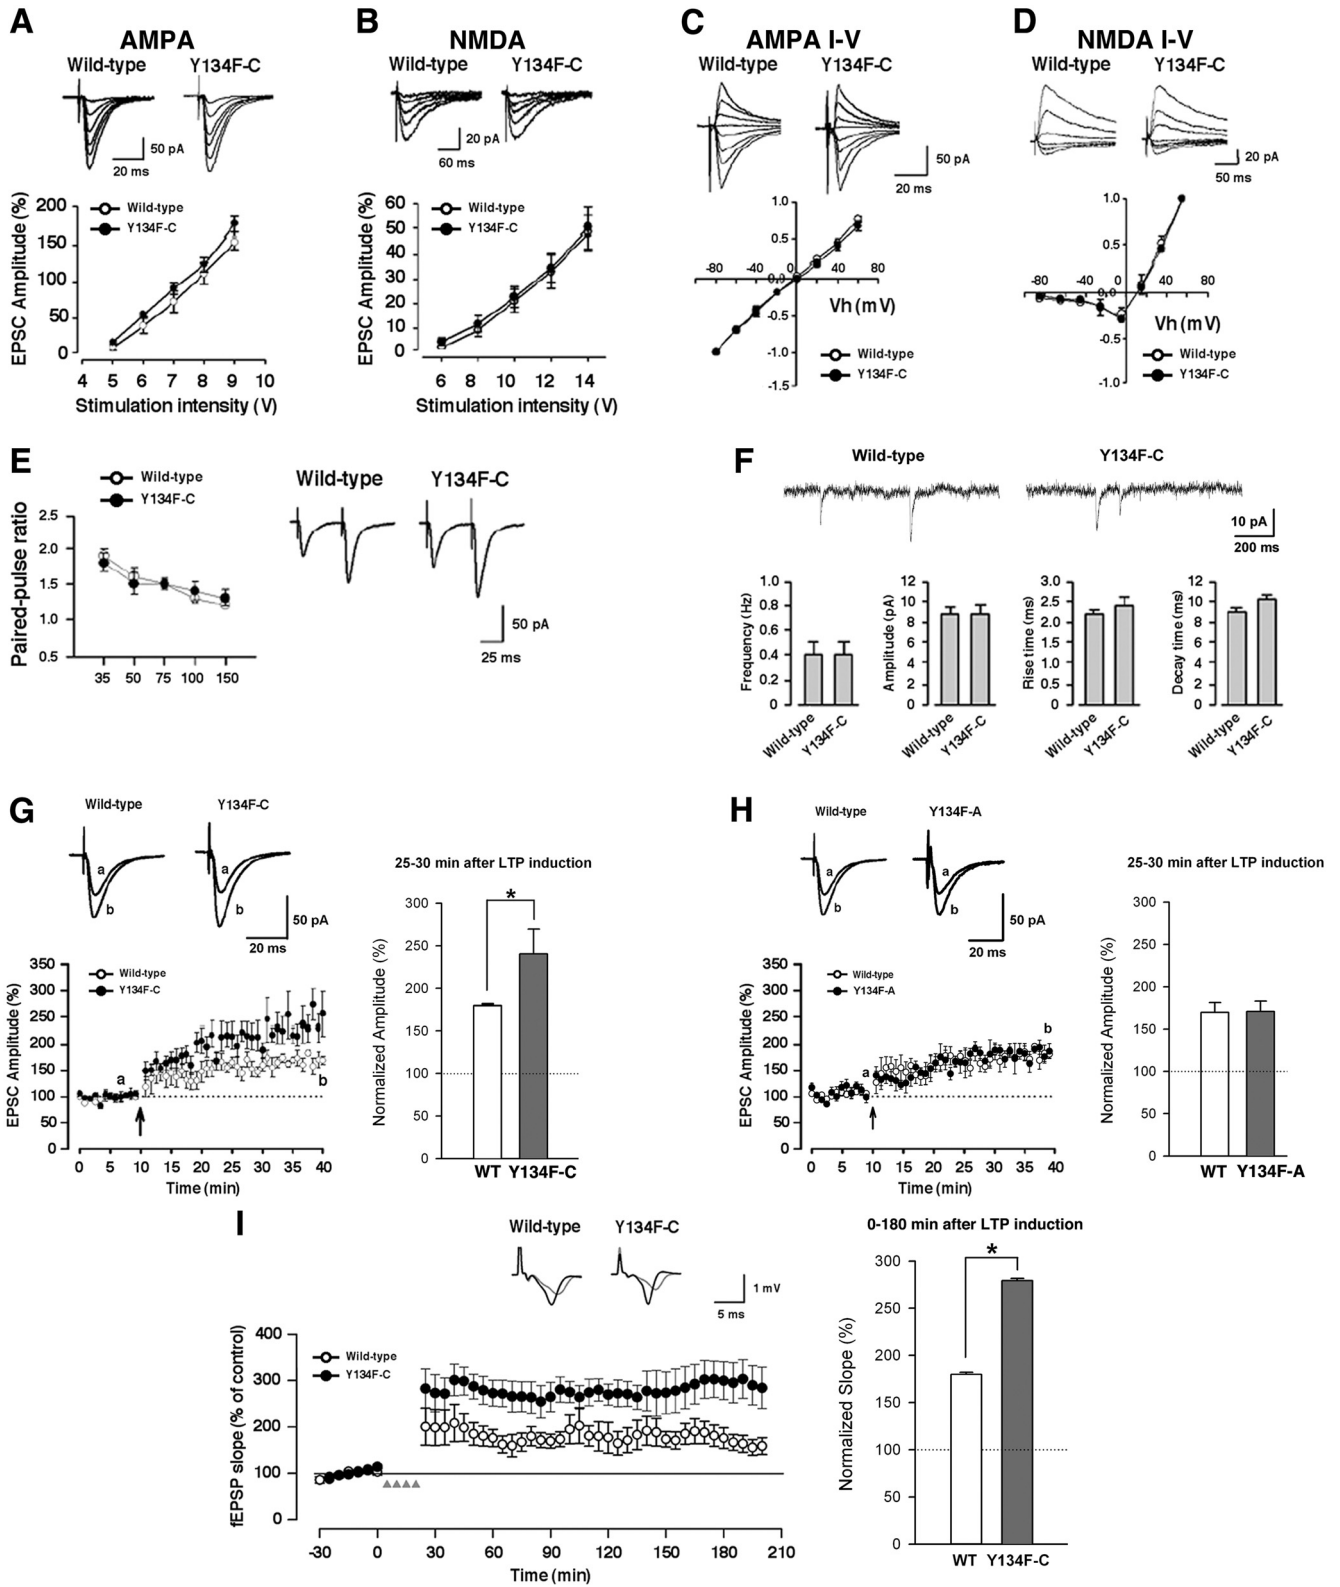 A
AMPA
Wild-type Y134F-C
50 pA
20 ms
EPSC Amplitude (%)
200
150
100
50
0
Wild-type
Y134F-C
4 5 6 7 8 9 10
Stimulation intensity (V)
B
NMDA
Wild-type Y134F-C
20 pA
60 ms
EPSC Amplitude (%)
60
50
40
30
20
10
0
Wild-type
Y134F-C
6 8 10 12 14
Stimulation intensity (V)
C
AMPA I-V
Wild-type Y134F-C
50 pA
20 ms
1.0
0.5
0.0
-0.5
-1.0
-1.5
-80 -40 0 40 80
Vh (mV)
Wild-type
Y134F-C
D
NMDA I-V
Wild-type Y134F-C
20 pA
50 ms
1.0
0.5
0.0
-0.5
-1.0
-80 -40 0 40 80
Vh (mV)
Wild-type
Y134F-C
E
Wild-type
Y134F-C
Paired-pulse ratio
2.5
2.0
1.5
1.0
0.5
35 50 75 100 150
Wild-type Y134F-C
50 pA
25 ms
F
Wild-type Y134F-C
10 pA
200 ms
Frequency (Hz)
1.0
0.8
0.6
0.4
0.2
0
Wild-type Y134F-C
Amplitude (pA)
12
10
8
6
4
2
0
Wild-type Y134F-C
Rise time (ms)
3.0
2.5
2.0
1.5
1.0
0.5
0
Wild-type Y134F-C
Decay time (ms)
12
10
8
6
4
2
0
Wild-type Y134F-C
G
Wild-type Y134F-C
a
b
a
b
50 pA
20 ms
EPSC Amplitude (%)
350
300
250
200
150
100
50
0
Wild-type
Y134F-C
a
b
0 5 10 15 20 25 30 35 40
Time (min)
25-30 min after LTP induction
Normalized Amplitude (%)
300
250
200
150
100
50
0
*
WT Y134F-C
H
Wild-type Y134F-A
a
b
a
b
50 pA
20 ms
EPSC Amplitude (%)
350
300
250
200
150
100
50
0
Wild-type
Y134F-A
a
b
0 5 10 15 20 25 30 35 40
Time (min)
25-30 min after LTP induction
Normalized Amplitude (%)
300
250
200
150
100
50
0
WT Y134F-A
I
Wild-type Y134F-C
1 mV
5 ms
fEPSP slope (% of control)
400
300
200
100
0
Wild-type
Y134F-C
-30 0 30 60 90 120 150 180 210
Time (min)
0-180 min after LTP induction
Normalized Slope (%)
300
250
200
150
100
50
0
*
WT Y134F-C